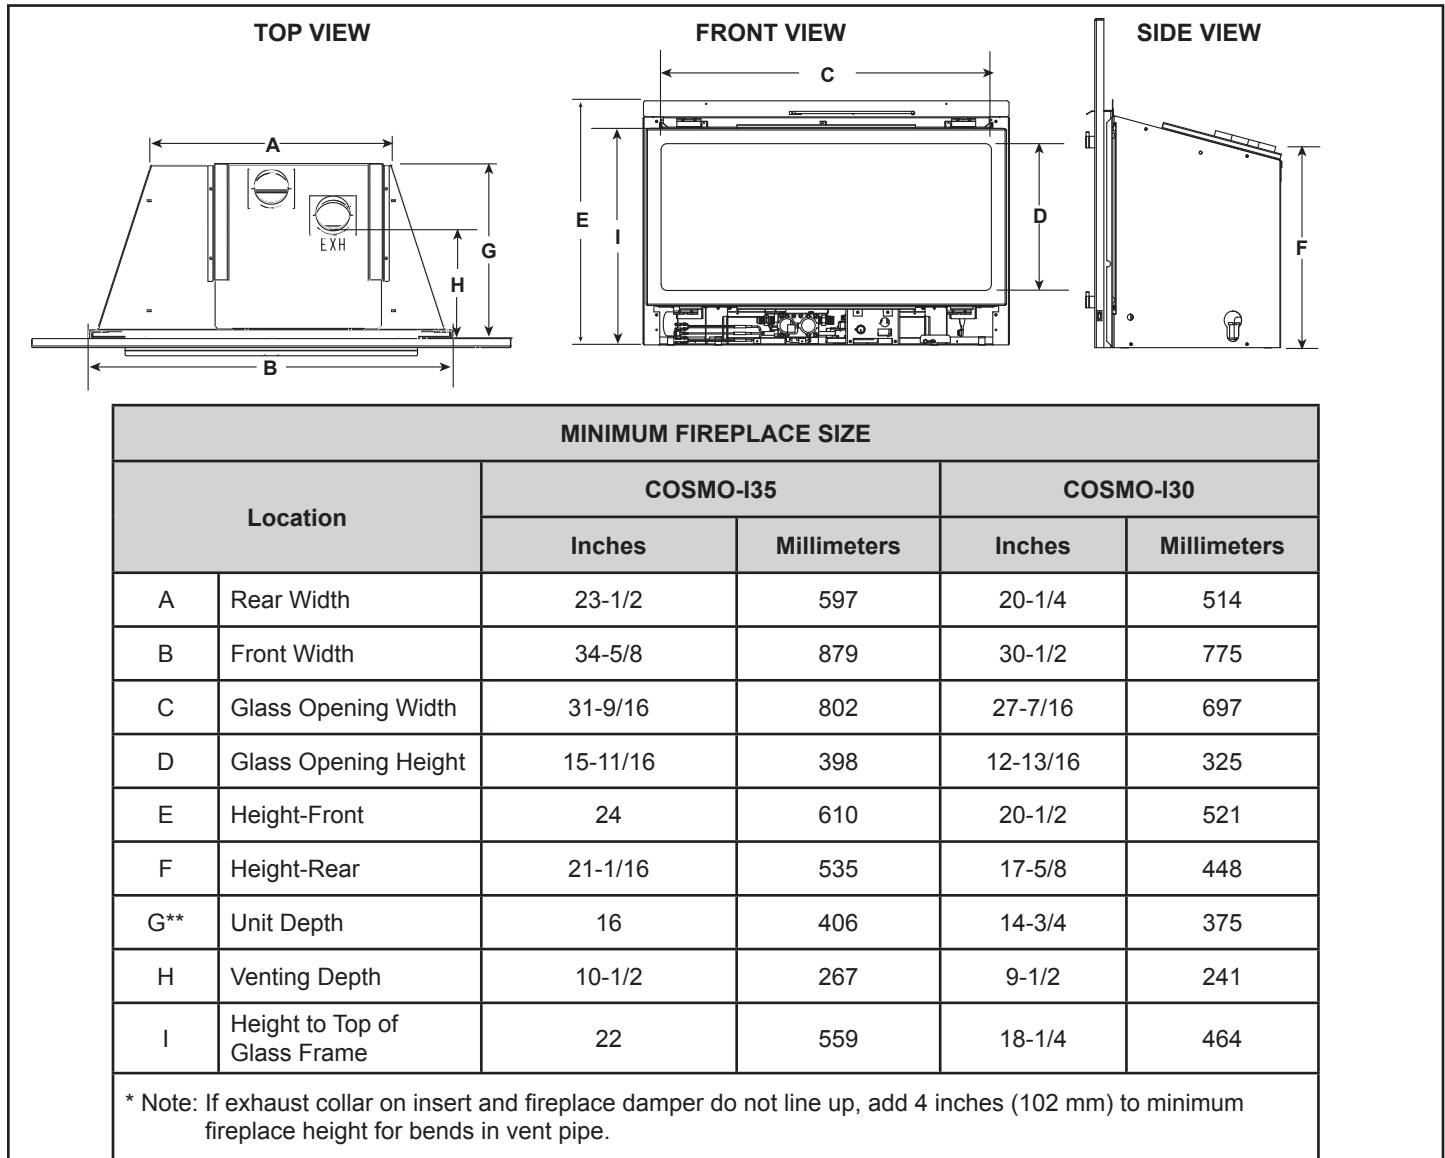 TOP VIEW
FRONT VIEW
SIDE VIEW
A
EXH
G
H
B
C
E
I
D
F
MINIMUM FIREPLACE SIZE
Location COSMO-I35 COSMO-I30
Inches Millimeters Inches Millimeters
A Rear Width 23-1/2 597 20-1/4 514
B Front Width 34-5/8 879 30-1/2 775
C Glass Opening Width 31-9/16 802 27-7/16 697
D Glass Opening Height 15-11/16 398 12-13/16 325
E Height-Front 24 610 20-1/2 521
F Height-Rear 21-1/16 535 17-5/8 448
G** Unit Depth 16 406 14-3/4 375
H Venting Depth 10-1/2 267 9-1/2 241
I Height to Top of
Glass Frame 22 559 18-1/4 464
* Note: If exhaust collar on insert and fireplace damper do not line up, add 4 inches (102 mm) to minimum
fireplace height for bends in vent pipe.